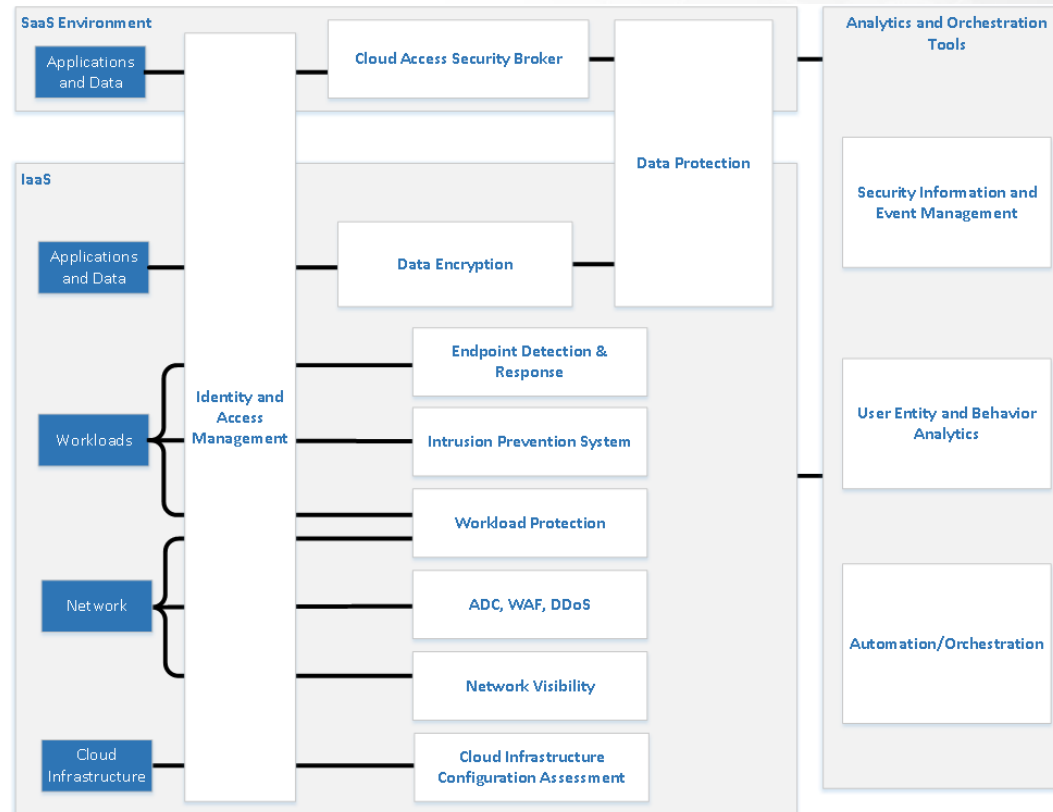 SaaS Environment
Applications
and Data
Cloud Access Security Broker
Data Protection
Analytics and Orchestration
Tools
IaaS
Applications
and Data
Data Encryption
Identity and
Access
Management
Workloads
Endpoint Detection &
Response
Intrusion Prevention System
Workload Protection
Network
ADC, WAF, DDoS
Network Visibility
Cloud
Infrastructure
Cloud Infrastructure
Configuration Assessment
Security Information and
Event Management
User Entity and Behavior
Analytics
Automation/Orchestration